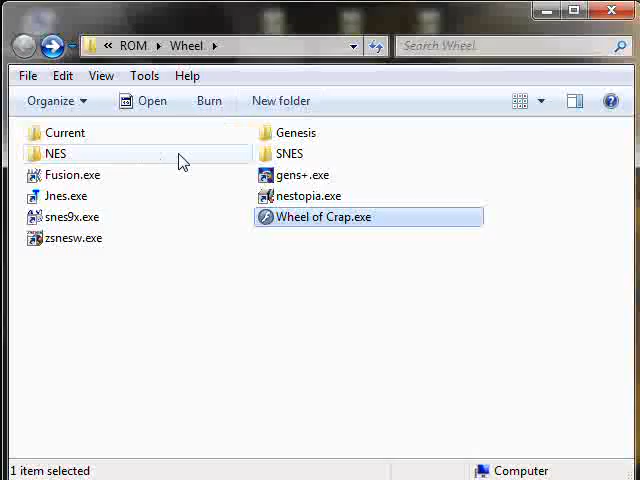 « ROM ▸ Wheel ▸ Search Wheel
File Edit View Tools Help
Organize Open Burn New folder
Current Genesis
NES SNES
Fusion.exe gens+.exe
Jnes.exe nestopia.exe
snes9x.exe Wheel of Crap.exe
zsnesw.exe
1 item selected Computer